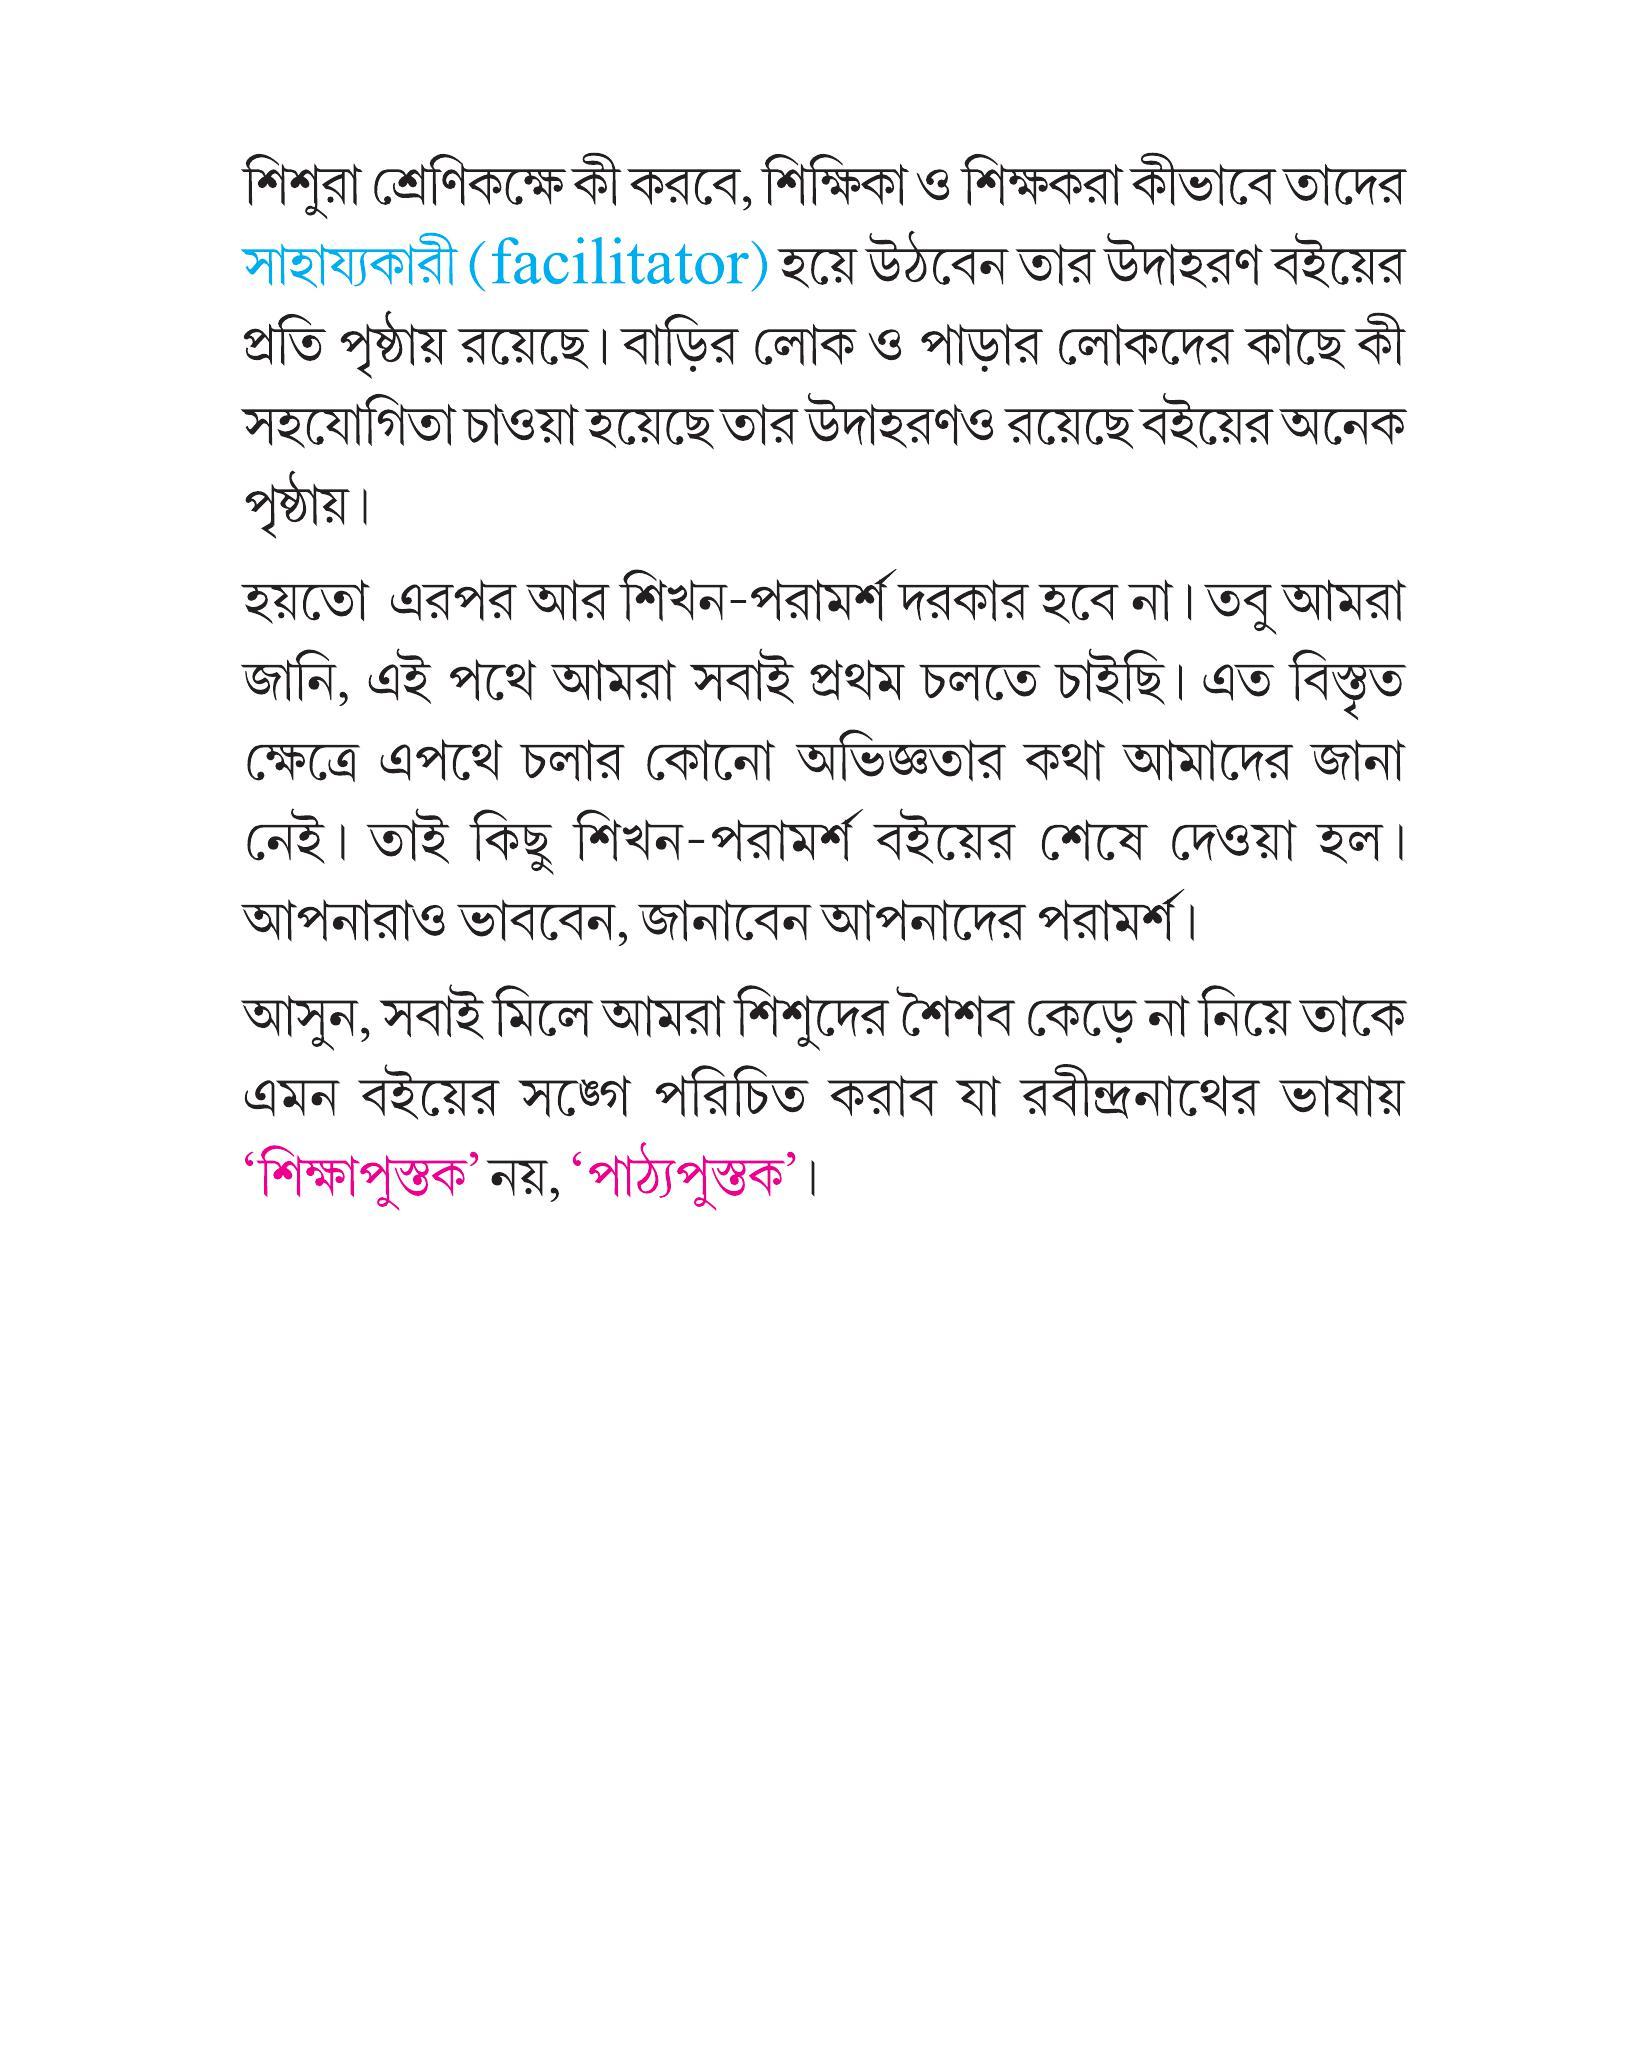 শিশুরা শ্রেণিকক্ষে কী করবে, শিক্ষিকা ও শিক্ষকরা কীভাবে তাদের
সাহায্যকারী (facilitator) হয়ে উঠবেন তার উদাহরণ বইয়ের
প্রতি পৃষ্ঠায় রয়েছে। বাড়ির লোক ও পাড়ার লোকদের কাছে কী
সহযোগিতা চাওয়া হয়েছে তার উদাহরণও রয়েছে বইয়ের অনেক
পৃষ্ঠায়।
হয়তো এরপর আর শিখন-পরামর্শ দরকার হবে না। তবু আমরা
জানি, এই পথে আমরা সবাই প্রথম চলতে চাইছি। এত বিস্তৃত
ক্ষেত্রে এপথে চলার কোনো অভিজ্ঞতার কথা আমাদের জানা
নেই। তাই কিছু শিখন-পরামর্শ বইয়ের শেষে দেওয়া হল।
আপনারাও ভাববেন, জানাবেন আপনাদের পরামর্শ।
আসুন, সবাই মিলে আমরা শিশুদের শৈশব কেড়ে না নিয়ে তাকে
এমন বইয়ের সঙ্গে পরিচিত করাব যা রবীন্দ্রনাথের ভাষায়
‘শিক্ষাপুস্তক’ নয়, ‘পাঠ্যপুস্তক’।